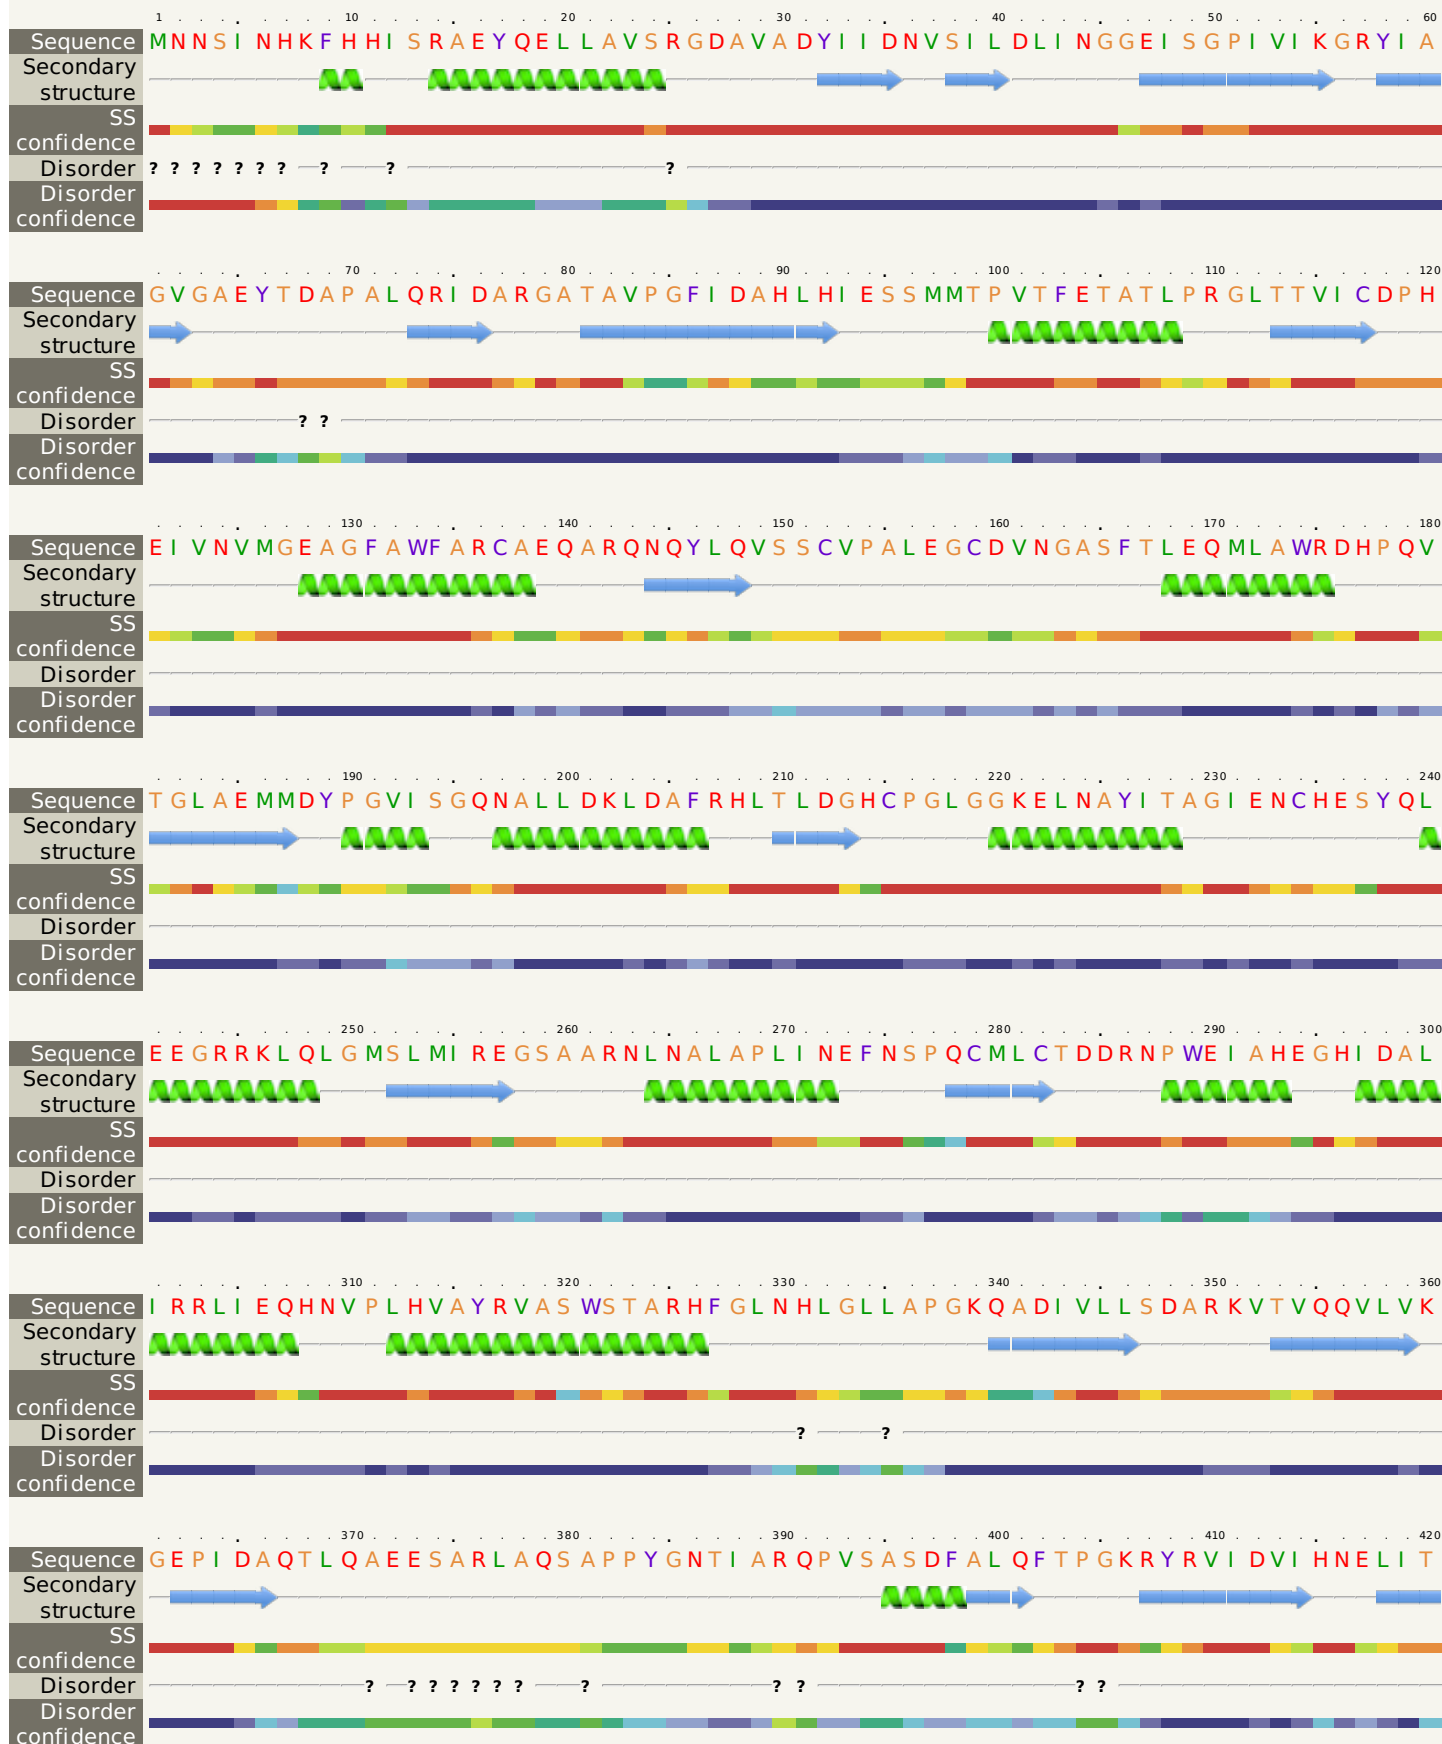 1 . . . . . . . . 10 . . . . . . . . . 20 . . . . . . . . . 30 . . . . . . . . . 40 . . . . . . . . . 50 . . . . . . . . . 60
Sequence MNNSINHKFHHISRAEYQELLAVSRGDAVADYIIDNVSILDLINGGEISGPIVIKGRYIA
Secondary
structure
SS
confidence
Disorder ? ? ? ? ? ? ? ? ? ?
Disorder
confidence
. . . . . . . . . 70 . . . . . . . . . 80 . . . . . . . . . 90 . . . . . . . . . 100 . . . . . . . . . 110 . . . . . . . . . 120
Sequence GVGAEYTDAPALQRIDARGATAVPGFIDAHLHIESSMMTPVTFETATLPRGLTTVICDPH
Secondary
structure
SS
confidence
Disorder ? ?
Disorder
confidence
. . . . . . . . . 130 . . . . . . . . . 140 . . . . . . . . . 150 . . . . . . . . . 160 . . . . . . . . . 170 . . . . . . . . . 180
Sequence EIVNVMGEAGFAWFARCAEQARQNQYLQVSSCVPALEGCDVNGASFTLEQMLAWRDHPQV
Secondary
structure
SS
confidence
Disorder
Disorder
confidence
. . . . . . . . . 190 . . . . . . . . . 200 . . . . . . . . . 210 . . . . . . . . . 220 . . . . . . . . . 230 . . . . . . . . . 240
Sequence TGLAEMMDYPGVISGQNALLDKLDAFRHLTLDGHCPGLGGKELNAYITAGIENCHESYQL
Secondary
structure
SS
confidence
Disorder
Disorder
confidence
. . . . . . . . . 250 . . . . . . . . . 260 . . . . . . . . . 270 . . . . . . . . . 280 . . . . . . . . . 290 . . . . . . . . . 300
Sequence EEGRRKLQLGMSLMIREGSAARNLNALAPLINEFNSPQCMLCTDDRNPWEIAHEGHIDAL
Secondary
structure
SS
confidence
Disorder
Disorder
confidence
. . . . . . . . . 310 . . . . . . . . . 320 . . . . . . . . . 330 . . . . . . . . . 340 . . . . . . . . . 350 . . . . . . . . . 360
Sequence IRRLIEQHNVPLHVAYRVASWSTARHFGLNHLGLLAPGKQADIVLLSDARKVTVQQVLVK
Secondary
structure
SS
confidence
Disorder ? ?
Disorder
confidence
. . . . . . . . . 370 . . . . . . . . . 380 . . . . . . . . . 390 . . . . . . . . . 400 . . . . . . . . . 410 . . . . . . . . . 420
Sequence GEPIDAQTLQAEESARLAQSAPPYGNTIARQPVSASDFALQFTPGKRYRVIDVIHNELIT
Secondary
structure
SS
confidence
Disorder ? ? ? ? ? ? ? ? ? ? ? ?
Disorder
confidence